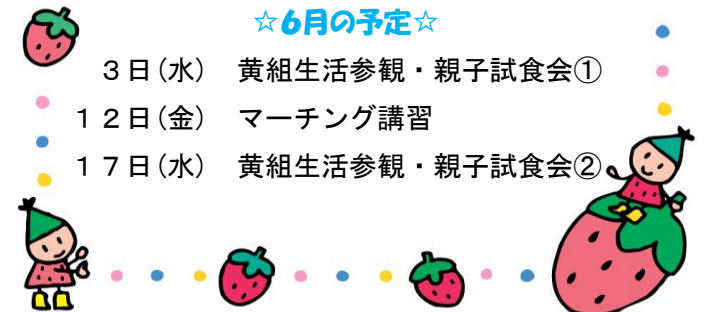 ☆6月の予定☆
３日(水)　黄組生活参観・親子試食会①
１２日(金)　マーチング講習
１７日(水)　黄組生活参観・親子試食会②